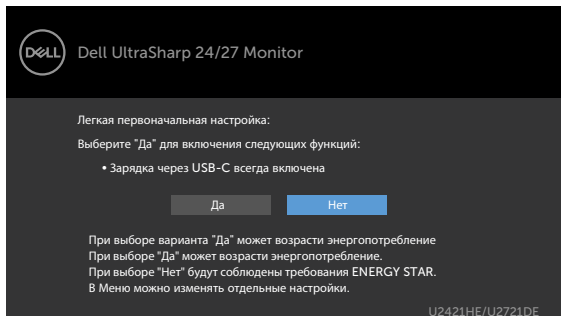 DELL Dell UltraSharp 24/27 Monitor
Легкая первоначальная настройка:
Выберите "Да" для включения следующих функций:
• Зарядка через USB-C всегда включена
Да Нет
При выборе варианта "Да" может возрасти энергопотребление
При выборе "Да" может возрасти энергопотребление.
При выборе "Нет" будут соблюдены требования ENERGY STAR.
В Меню можно изменять отдельные настройки.
U2421HE/U2721DE